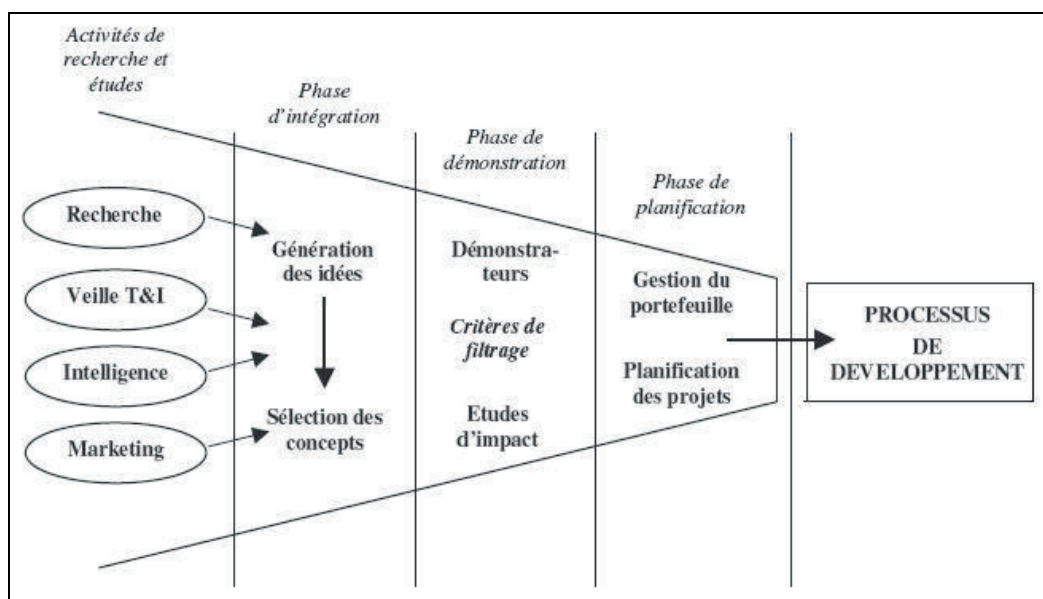 Activités de
recherche et
études
Phase
d'intégration
Phase de
démonstration
Phase de
planification
Recherche
Veille T&I
Intelligence
Marketing
Génération
des idées
Sélection des
concepts
Démonstra-
teurs
Critères de
filtrage
Etudes
d'impact
Gestion du
portefeuille
Planification
des projets
PROCESSUS
DE
DEVELOPPEMENT